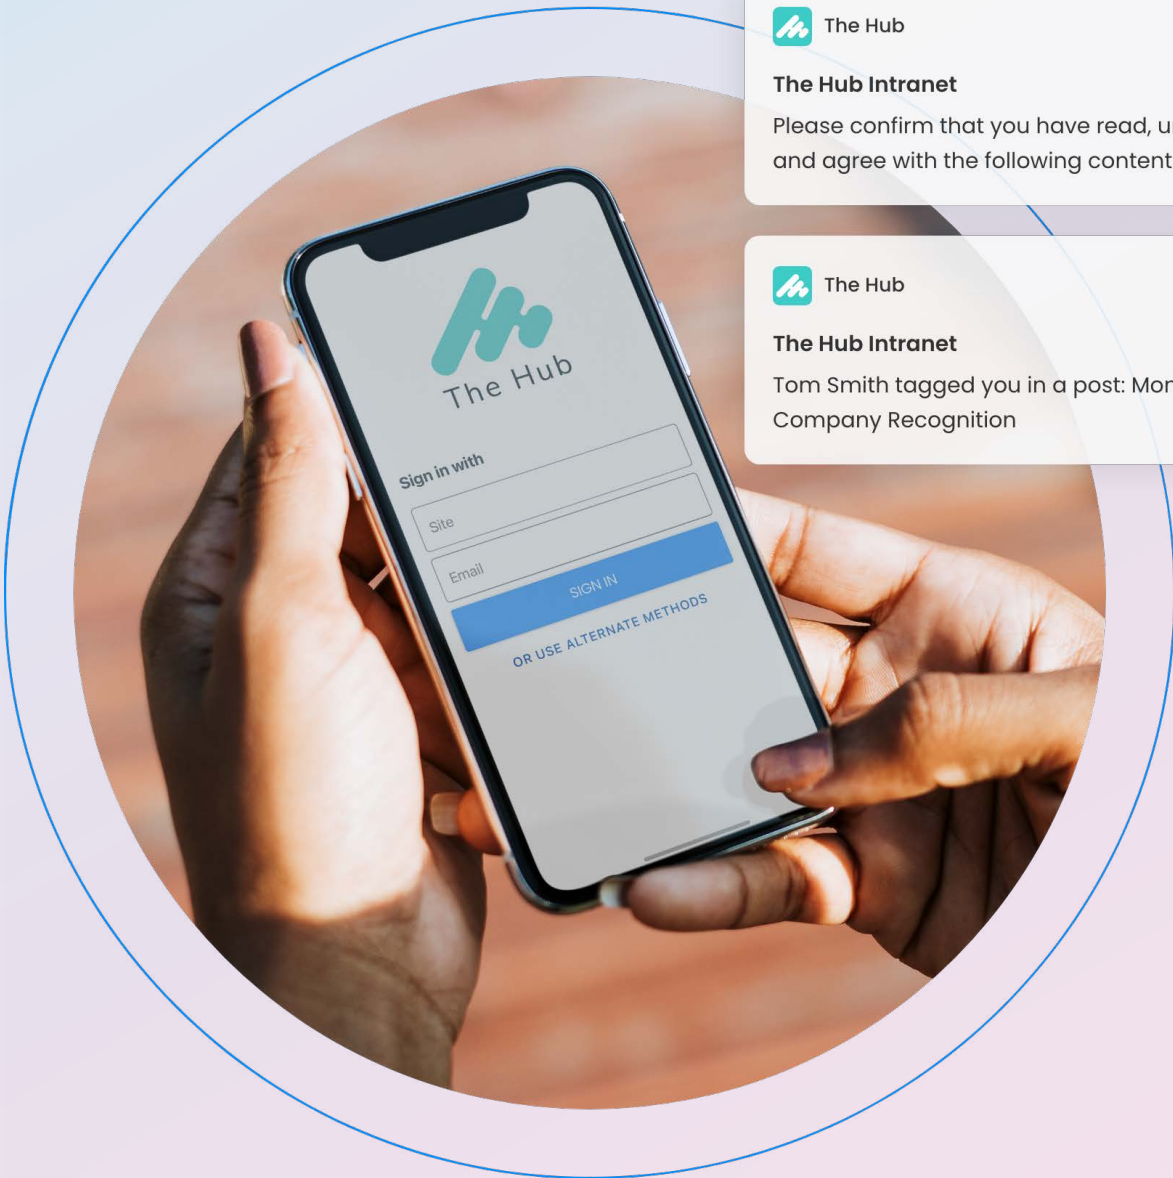 The Hub
The Hub Intranet
Please confirm that you have read,
and agree with the following content
The Hub
The Hub Intranet
Tom Smith tagged you in a post:
Company Recognition
The Hub
Sign in with
Site
Email
SIGN IN
OR USE ALTERNATE METHODS